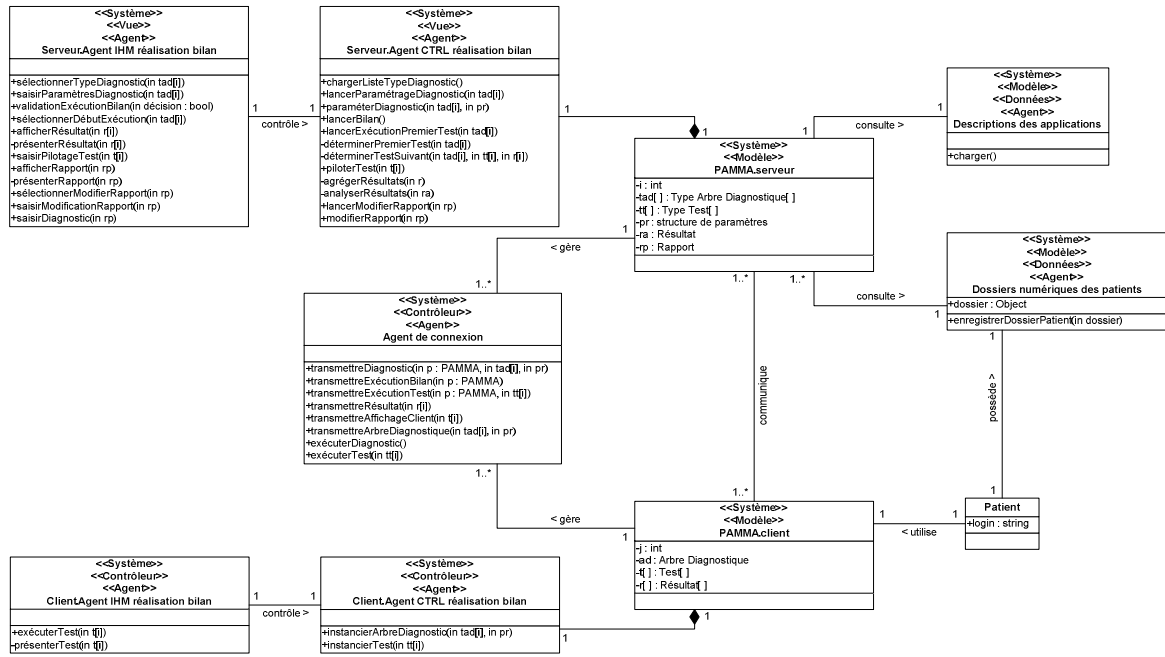 <<Système>>
<<Vue>>
<<Agent>>
Serveur.Agent IHM réalisation bilan
+sélectionnerTypeDiagnostic(in tad[i])
+saisirParamètresDiagnostic(in tad[i])
+validationExécutionBilan(in décision : bool)
+sélectionnerDébutExécution(in tad[i])
+afficherRésultat(in r[i])
-présenterRésultat(in r[i])
+saisirPilotageTest(in t[i])
+afficherRapport(in rp)
-présenterRapport(in rp)
+sélectionnerModifierRapport(in rp)
+saisirModificationRapport(in rp)
+saisirDiagnostic(in rp)
1
1
contrôle >
<<Système>>
<<Vue>>
<<Agent>>
Serveur.Agent CTRL réalisation bilan
+chargerListeTypeDiagnostic()
+lancerParamétrageDiagnostic(in tad[i])
+paraméterDiagnostic(in tad[i], in pr)
+lancerBilan()
+lancerExécutionPremierTest(in tad[i])
-déterminerPremierTest(in tad[i])
-déterminerTestSuivant(in tad[i], in tt[i], in r[i])
+piloterTest(in t[i])
-agrégerRésultats(in r)
-analyserRésultats(in ra)
+lancerModifierRapport(in rp)
+modifierRapport(in rp)
1
1
<<Système>>
<<Modèle>>
PAMMA.serveur
-i : int
-tad[ ] : Type Arbre Diagnostique[ ]
-tt[ ] : Type Test[ ]
-pr : structure de paramètres
-ra : Résultat
-rp : Rapport
1
1
consulte >
<<Système>>
<<Modèle>>
<<Données>>
<<Agent>>
Descriptions des applications
+charger()
1
< gère
1..*
1..*
1..*
consulte >
1
<<Système>>
<<Modèle>>
<<Données>>
<<Agent>>
Dossiers numériques des patients
+dossier : Object
+enregistrerDossierPatient(in dossier)
<<Système>>
<<Contrôleur>>
<<Agent>>
Agent de connexion
+transmettreDiagnostic(in p : PAMMA, in tad[i], in pr)
+transmettreExécutionBilan(in p : PAMMA)
+transmettreExécutionTest(in p : PAMMA, in tt[i])
+transmettreRésultat(in r[i])
+transmettreAffichageClient(in t[i])
+transmettreArbreDiagnostique(in tad[i], in pr)
+exécuterDiagnostic()
+exécuterTest(in tt[i])
communique
1
possède >
1
1..*
< gère
1
1..*
<<Système>>
<<Modèle>>
PAMMA.client
-j : int
-ad : Arbre Diagnostique
-t[ ] : Test[ ]
-r[ ] : Résultat[ ]
1
1
< utilise
Patient
+login : string
<<Système>>
<<Contrôleur>>
<<Agent>>
Client.Agent IHM réalisation bilan
+exécuterTest(in t[i])
-présenterTest(in t[i])
1
1
contrôle >
<<Système>>
<<Contrôleur>>
<<Agent>>
Client.Agent CTRL réalisation bilan
+instancierArbreDiagnostic(in tad[i], in pr)
+instancierTest(in tt[i])
1
1